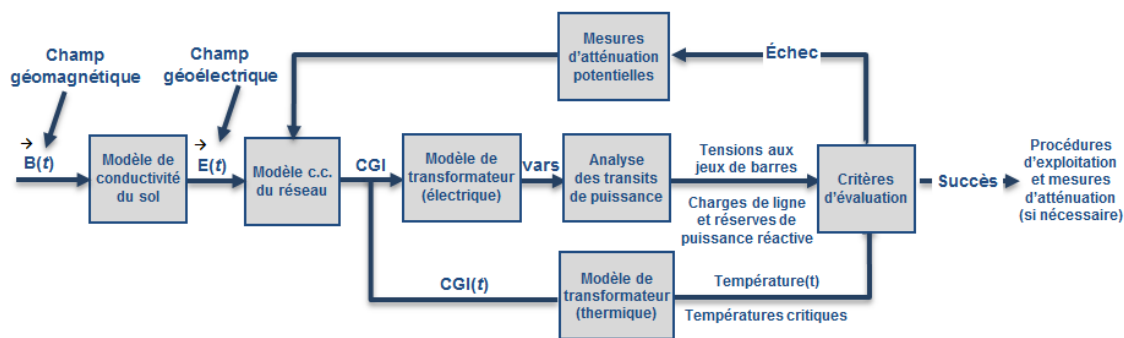 Champ
géomagnétique
B(t)
Modèle de
conductivité
du sol
Champ
géoélectrique
E(t)
Modèle c.c.
du réseau
CGI
Modèle de
transformateur
(électrique)
vars
Analyse
des transits
de puissance
Mesures
d'atténuation
potentielles
Échec
Tensions aux
jeux de barres
Charges de ligne
et réserves de
puissance réactive
Critères
d'évaluation
Succès
Procédures
d'exploitation
et mesures
d'atténuation
(si nécessaire)
CGI(t)
Modèle de
transformateur
(thermique)
Température(t)
Températures critiques